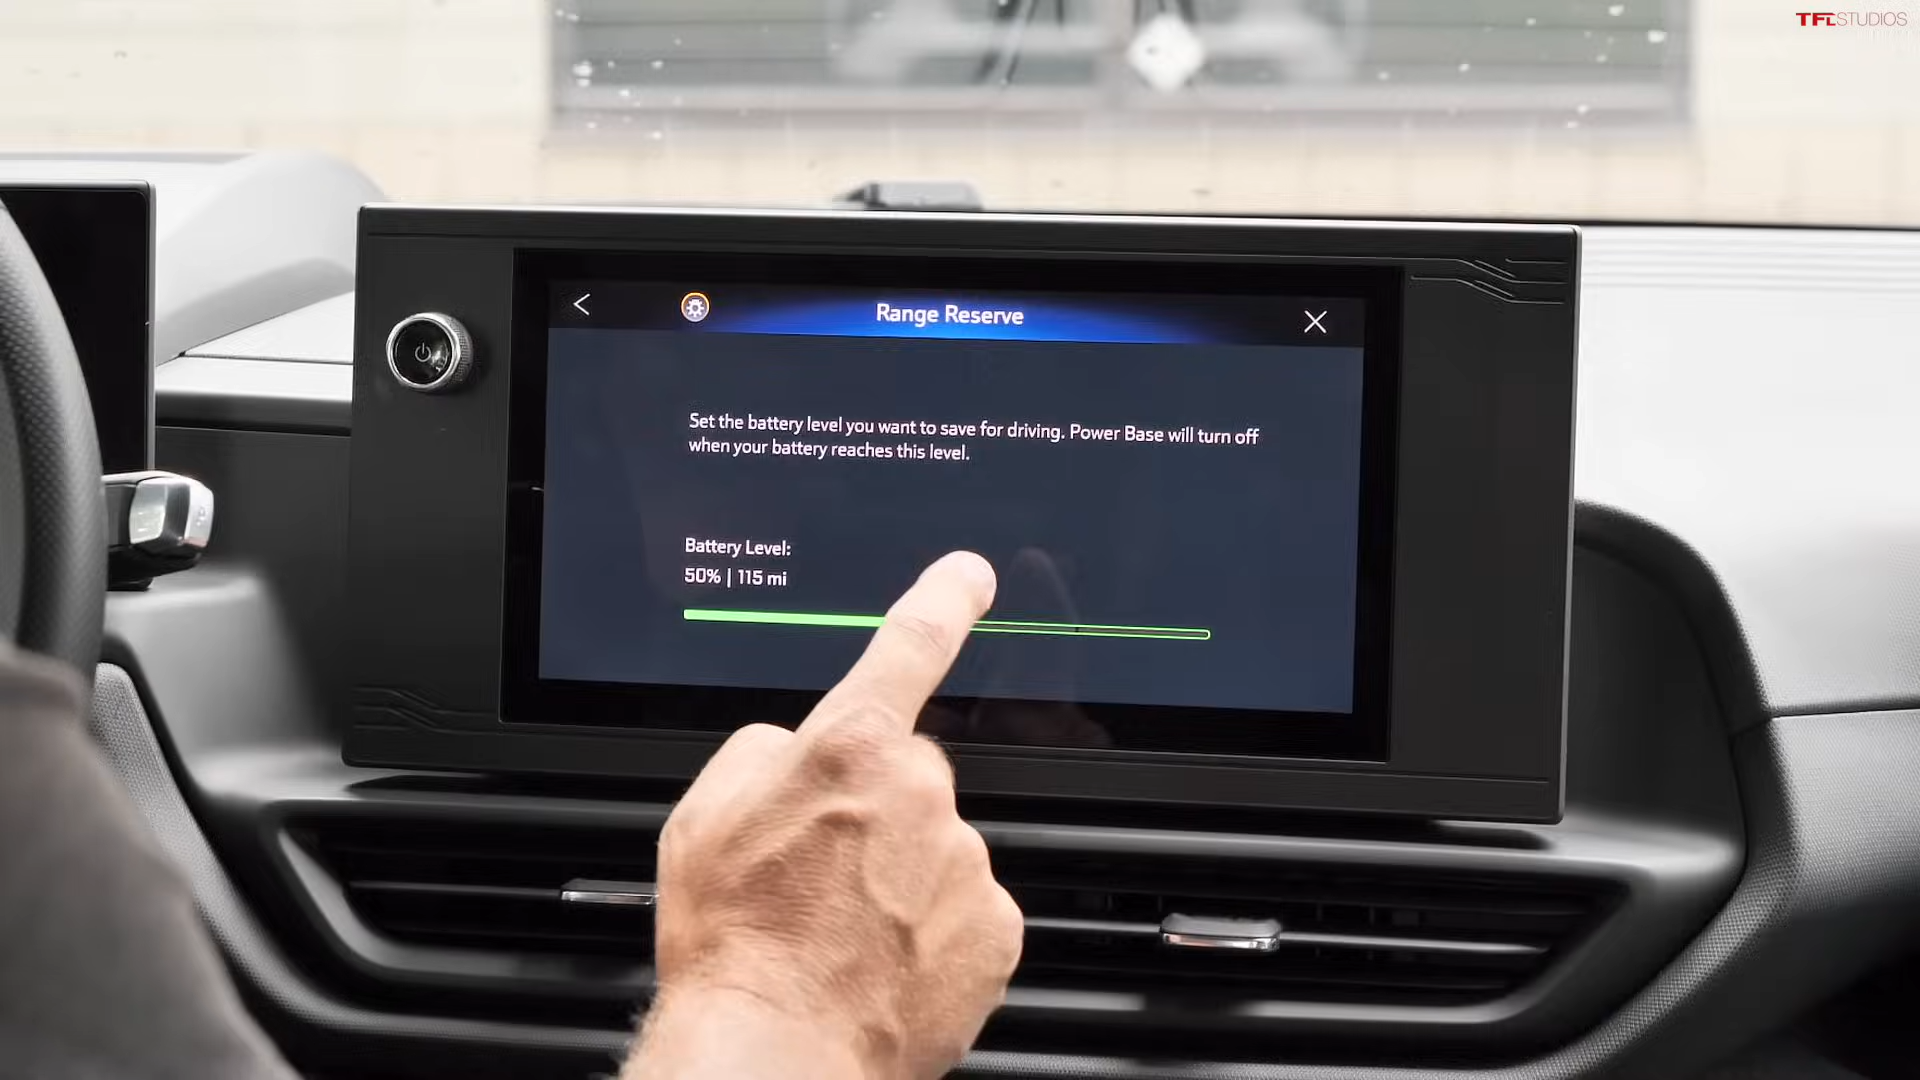 TFLSTUDIOS
Range Reserve
Set the battery level you want to save for driving. Power Base will turn off
when your battery reaches this level.
Battery Level:
50% | 115 mi